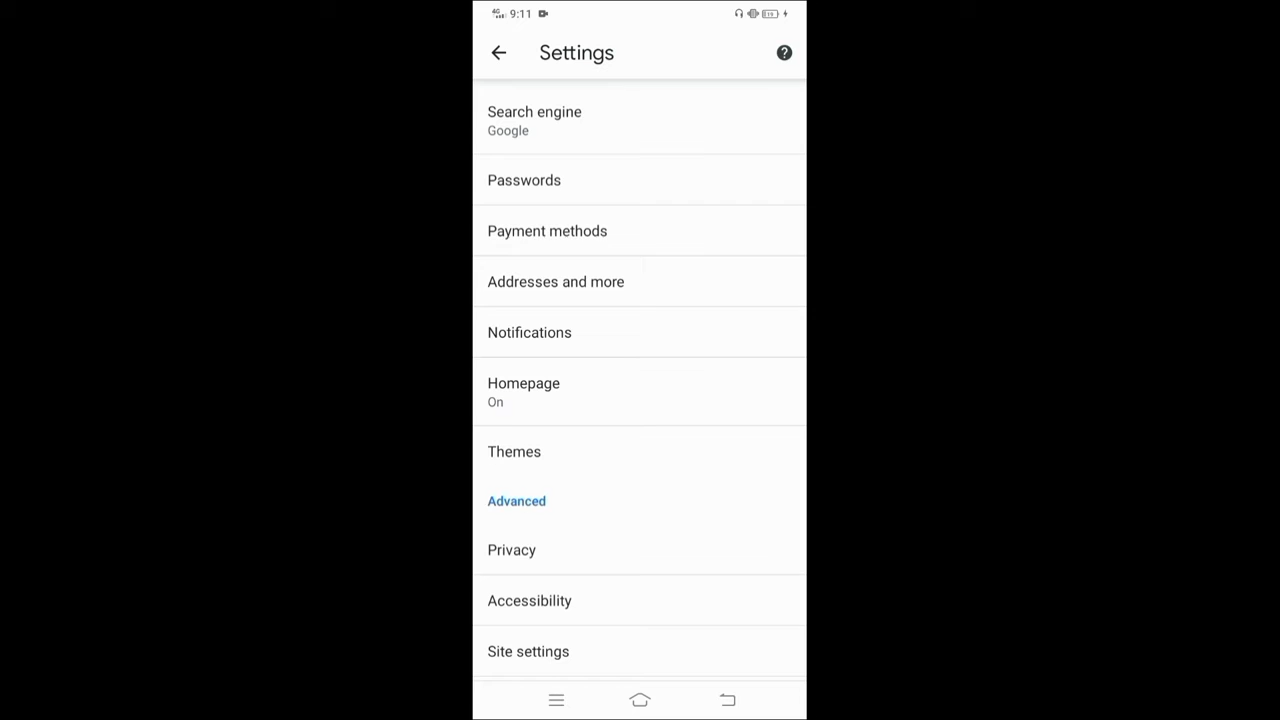 4G 9:11
Settings
Search engine
Google
Passwords
Payment methods
Addresses and more
Notifications
Homepage
On
Themes
Advanced
Privacy
Accessibility
Site settings